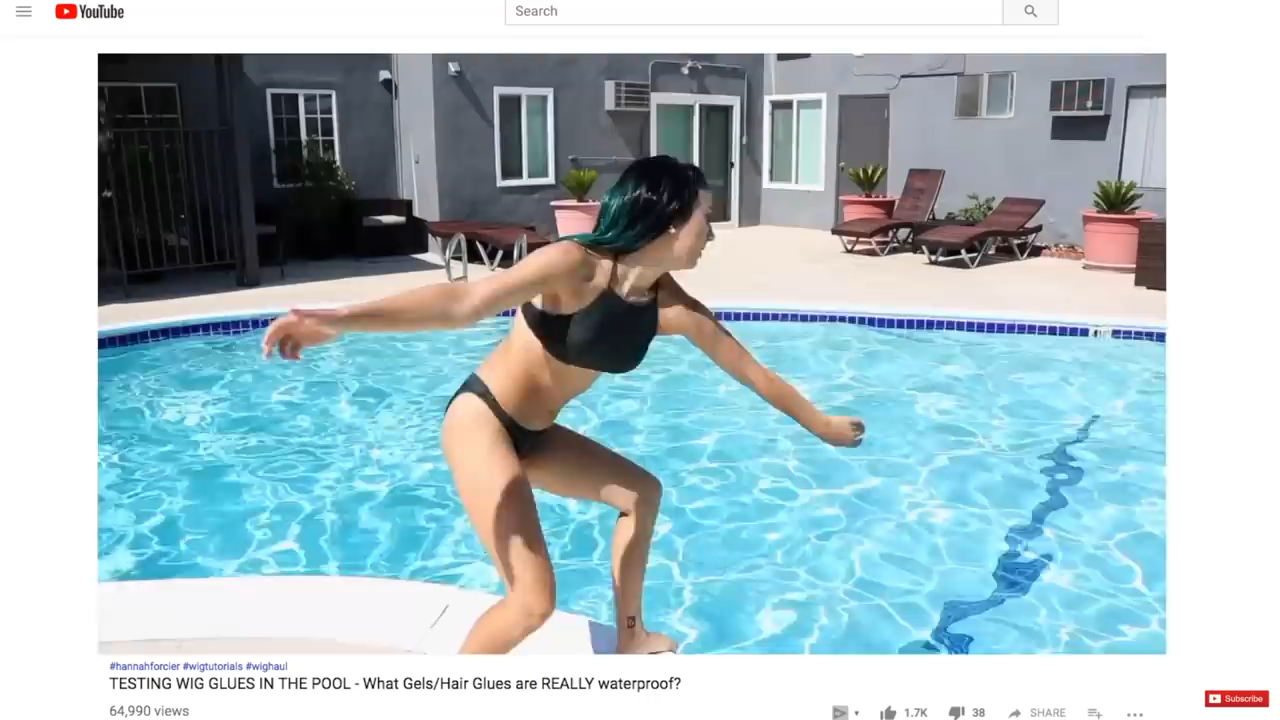 YouTube
Search
#hannahforcier #wigtutorials #wighaul
TESTING WIG GLUES IN THE POOL - What Gels/Hair Glues are REALLY waterproof?
64,990 views
1.7K
38
SHARE
Subscribe